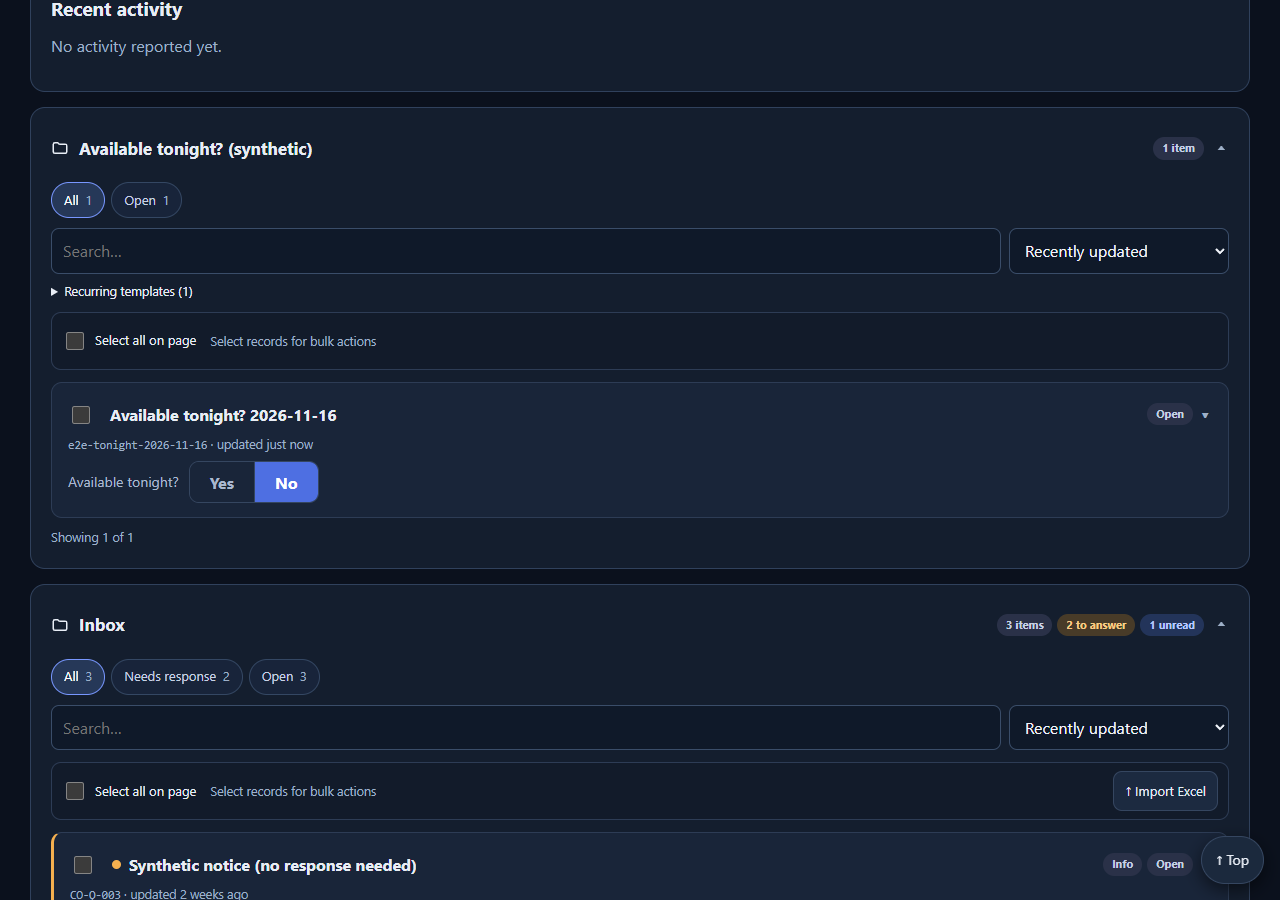 Recent activity
No activity reported yet.
Available tonight? (synthetic)
1 item
All 1
Open 1
Search...
Recently updated
Recurring templates (1)
Select all on page
Select records for bulk actions
Available tonight? 2026-11-16
Open
e2e-tonight-2026-11-16 · updated just now
Available tonight?
Yes
No
Showing 1 of 1
Inbox
3 items
2 to answer
1 unread
All 3
Needs response 2
Open 3
Search...
Recently updated
Select all on page
Select records for bulk actions
↑ Import Excel
Synthetic notice (no response needed)
Info
Open
↑ Top
CO-Q-003 · updated 2 weeks ago